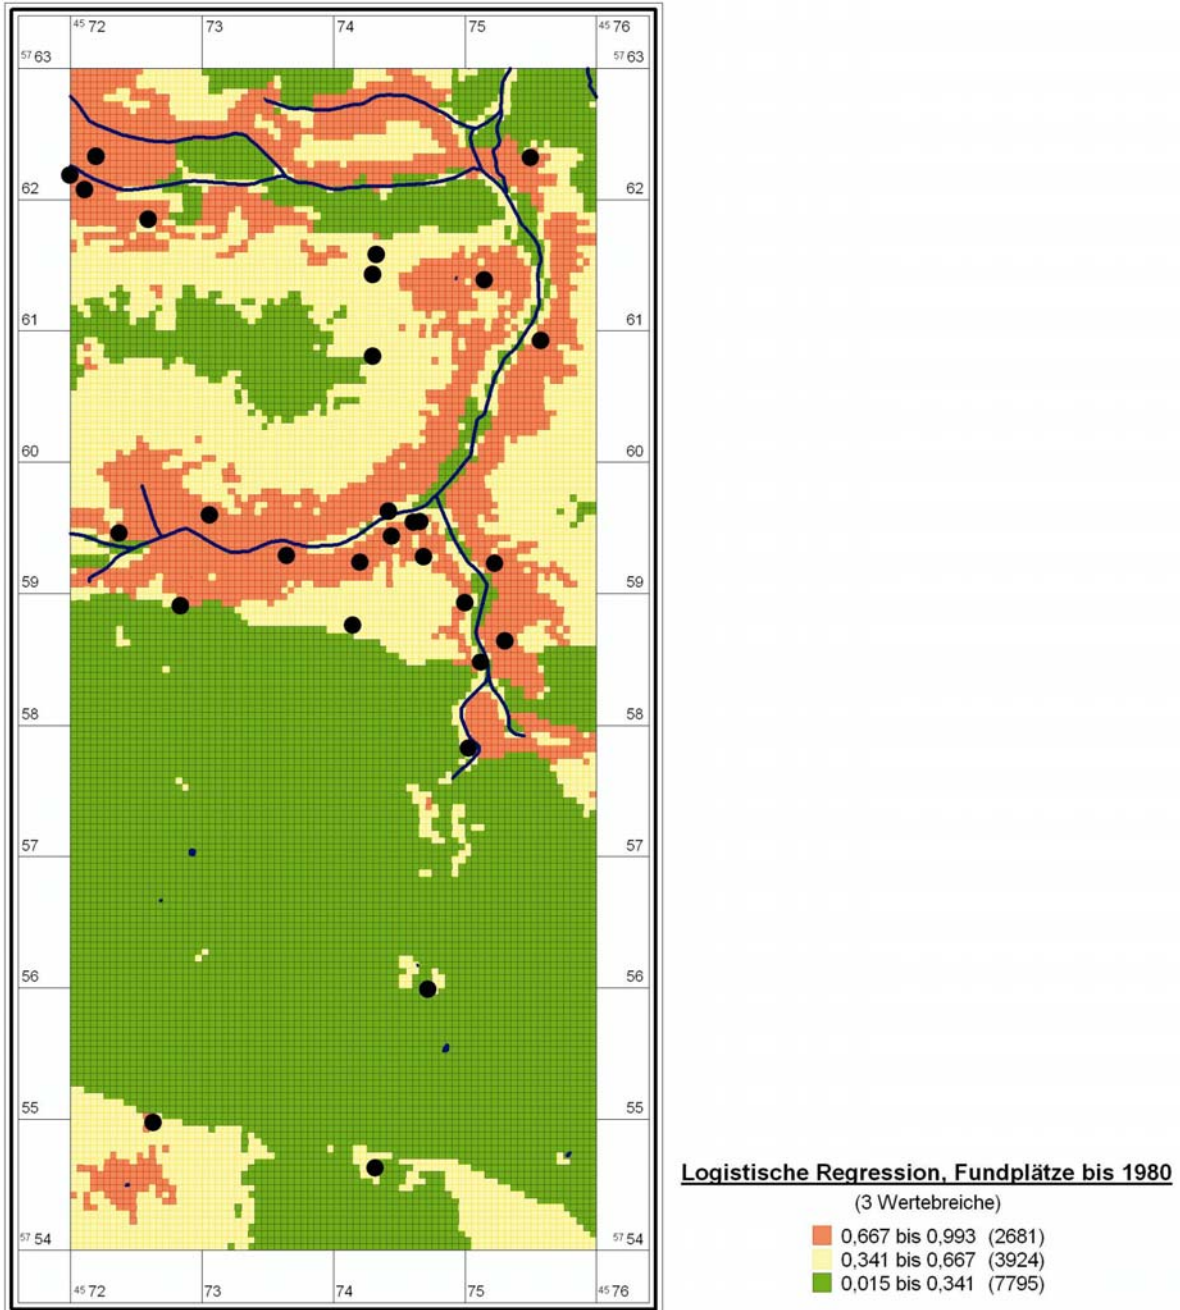 45 72 73 74 75 45 76
57 63 57 63
62 62
61 61
60 60
59 59
58 58
57 57
56 56
55 55
57 54 57 54
45 72 73 74 75 45 76
Logistische Regression, Fundplätze bis 1980
(3 Wertebreiche)
0,667 bis 0,993 (2681)
0,341 bis 0,667 (3924)
0,015 bis 0,341 (7795)